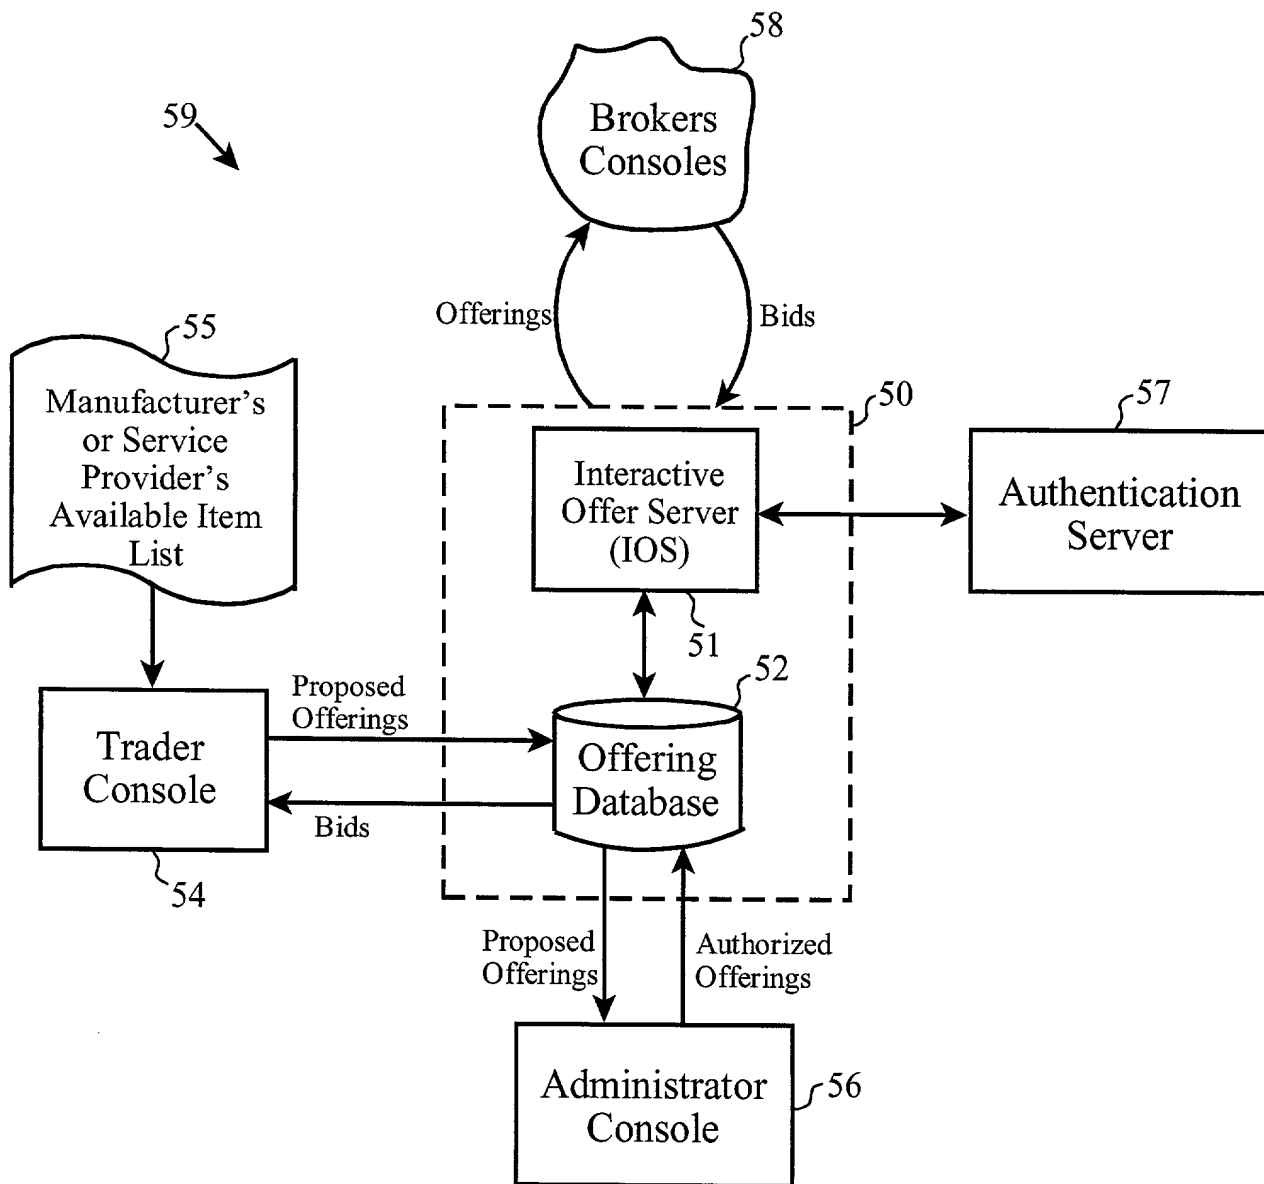 58
Brokers
Consoles
59
Offerings
Bids
55
Manufacturer's
or Service
Provider's
Available Item
List
50
57
Interactive
Offer Server
(IOS)
Authentication
Server
51
52
Proposed
Offerings
Trader
Console
Offering
Database
Bids
54
Proposed
Offerings
Authorized
Offerings
Administrator
Console
56